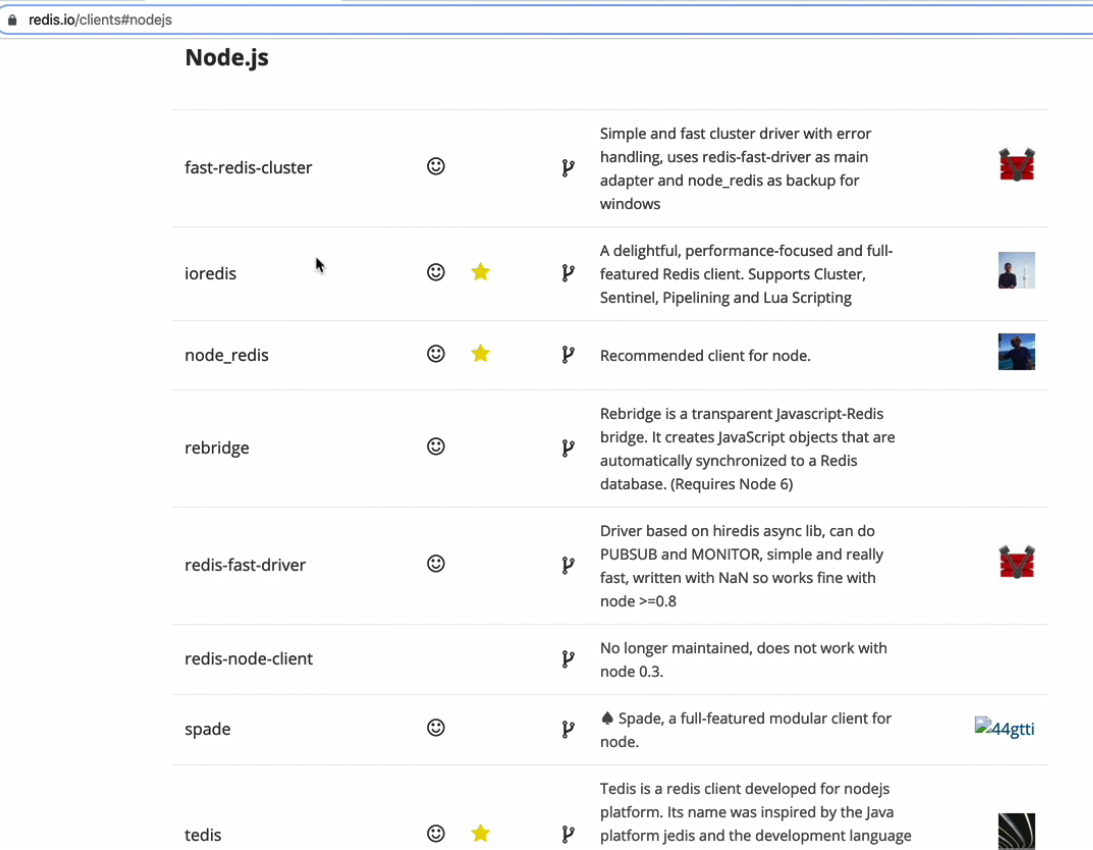 redis.io/clients#nodejs
Node.js
fast-redis-cluster
Simple and fast cluster driver with error
handling, uses redis-fast-driver as main
adapter and node_redis as backup for
windows
ioredis
A delightful, performance-focused and full-
featured Redis client. Supports Cluster,
Sentinel, Pipelining and Lua Scripting
node_redis
Recommended client for node.
rebridge
Rebridge is a transparent Javascript-Redis
bridge. It creates JavaScript objects that are
automatically synchronized to a Redis
database. (Requires Node 6)
redis-fast-driver
Driver based on hiredis async lib, can do
PUBSUB and MONITOR, simple and really
fast, written with NaN so works fine with
node >=0.8
redis-node-client
No longer maintained, does not work with
node 0.3.
spade
♠ Spade, a full-featured modular client for
node.
44gtti
tedis
Tedis is a redis client developed for nodejs
platform. Its name was inspired by the Java
platform jedis and the development language